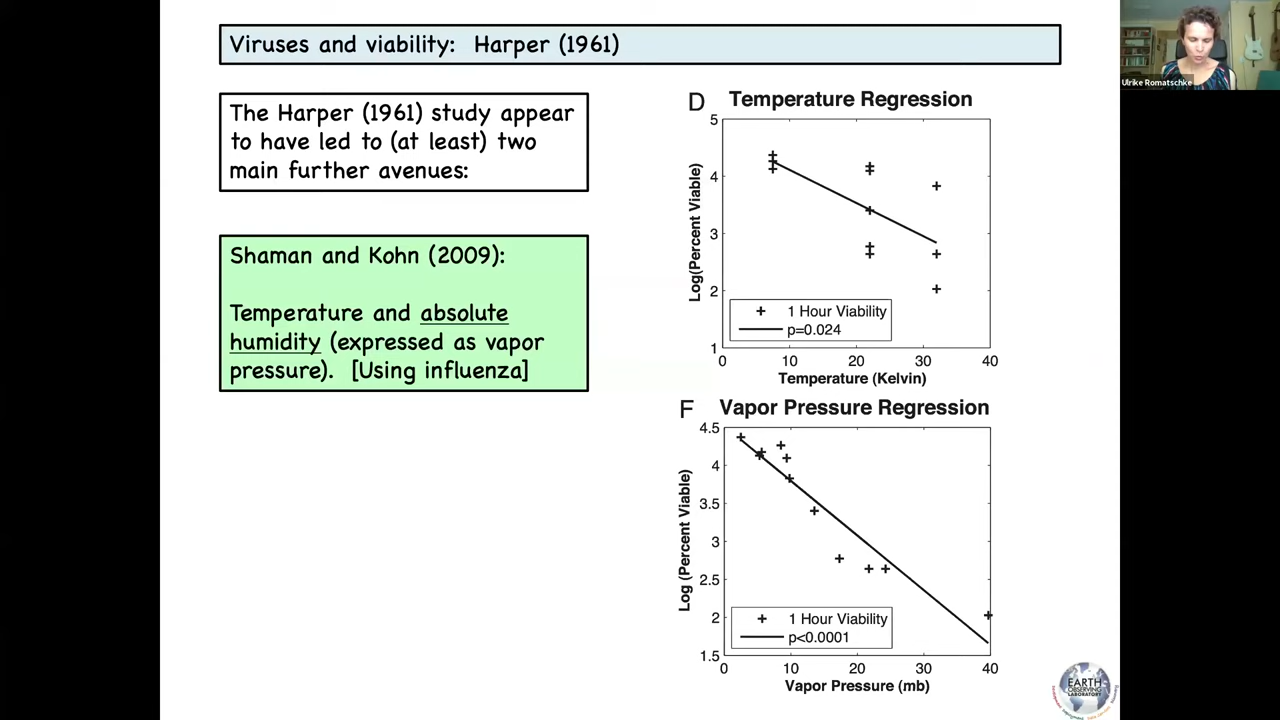 Viruses and viability: Harper (1961)
Ulrike Romatschke
The Harper (1961) study appear
to have led to (at least) two
main further avenues:
Shaman and Kohn (2009):
Temperature and absolute
humidity (expressed as vapor
pressure). [Using influenza]
D Temperature Regression
5
4
3
2
1
Log(Percent Viable)
1 Hour Viability
p=0.024
0 10 20 30 40
Temperature (Kelvin)
F Vapor Pressure Regression
4.5
4
3.5
3
2.5
2
1.5
Log (Percent Viable)
1 Hour Viability
p<0.0001
0 10 20 30 40
Vapor Pressure (mb)
EARTH
OBSERVING
LABORATORY